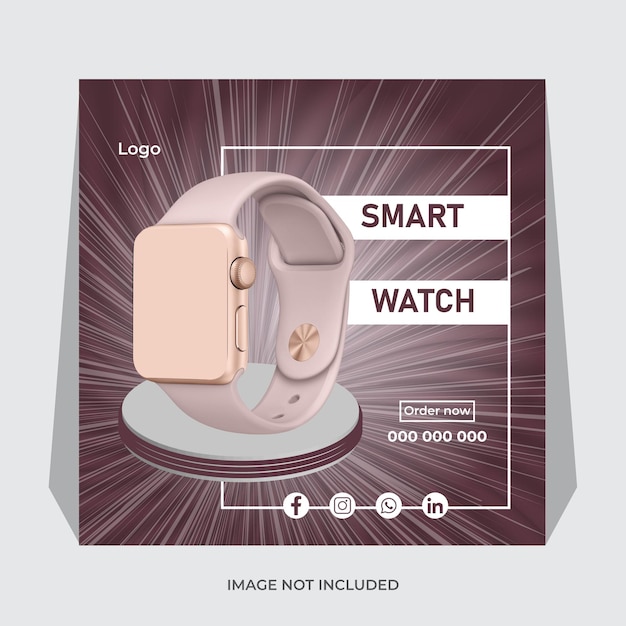 Logo
SMART
WATCH
Order now
000 000 000
IMAGE NOT INCLUDED